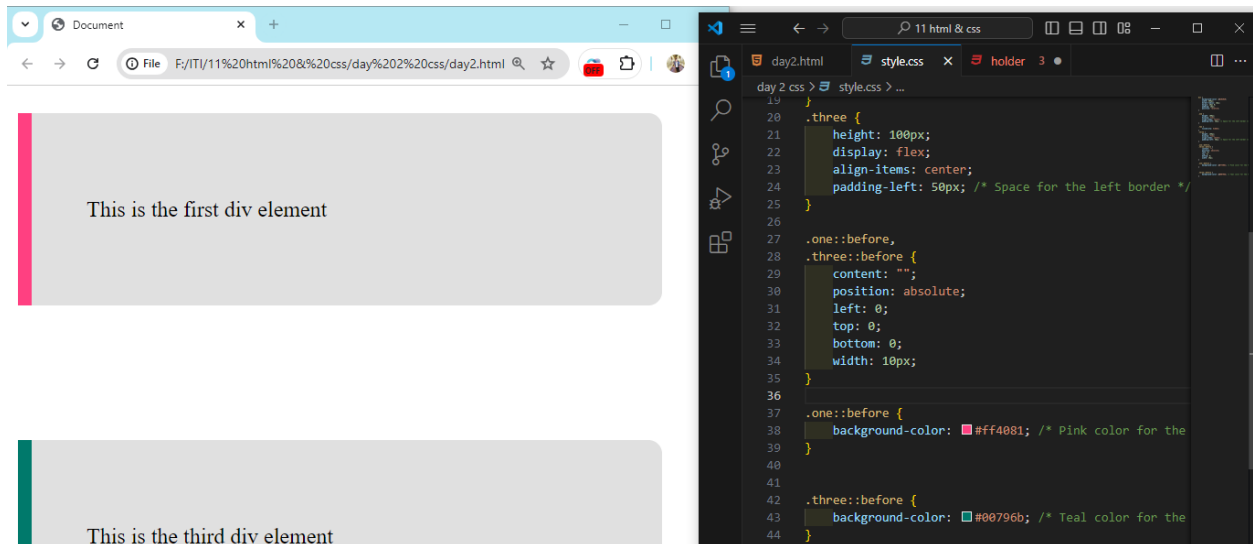 Document
File
F:/ITI/11%20html%20&%20css/day%202%20css/day2.html
OFF
This is the first div element
This is the third div element
11 html & css
day2.html
style.css
holder 3
day 2 css > style.css > ...
1
19 }
20 .three {
21 height: 100px;
22 display: flex;
23 align-items: center;
24 padding-left: 50px; /* Space for the left border */
25 }
26
27 .one::before,
28 .three::before {
29 content: "";
30 position: absolute;
31 left: 0;
32 top: 0;
33 bottom: 0;
34 width: 10px;
35 }
36
37 .one::before {
38 background-color: #ff4081; /* Pink color for the
39 }
40
41
42 .three::before {
43 background-color: #00796b; /* Teal color for the
44 }